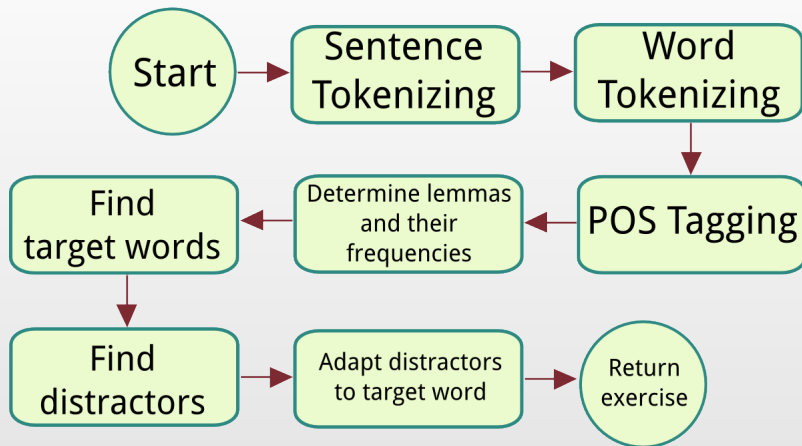 Start
Sentence
Tokenizing
Word
Tokenizing
POS Tagging
Determine lemmas
and their
frequencies
Find
target words
Find
distractors
Adapt distractors
to target word
Return
exercise